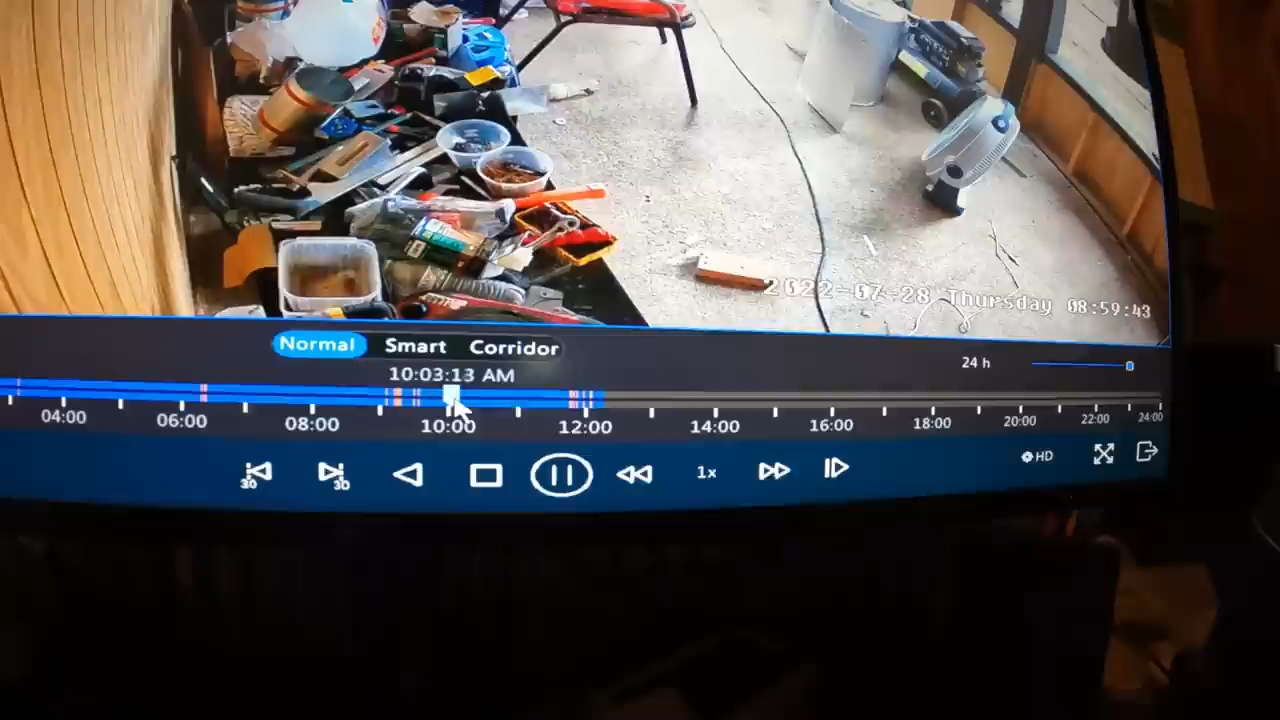 2022-07-28 Thursday 08:59:43
Normal Smart Corridor
24 h
10:03:13 AM
04:00 06:00 08:00 10:00 12:00 14:00 16:00 18:00 20:00 22:00 24:00
30 30 1x HD